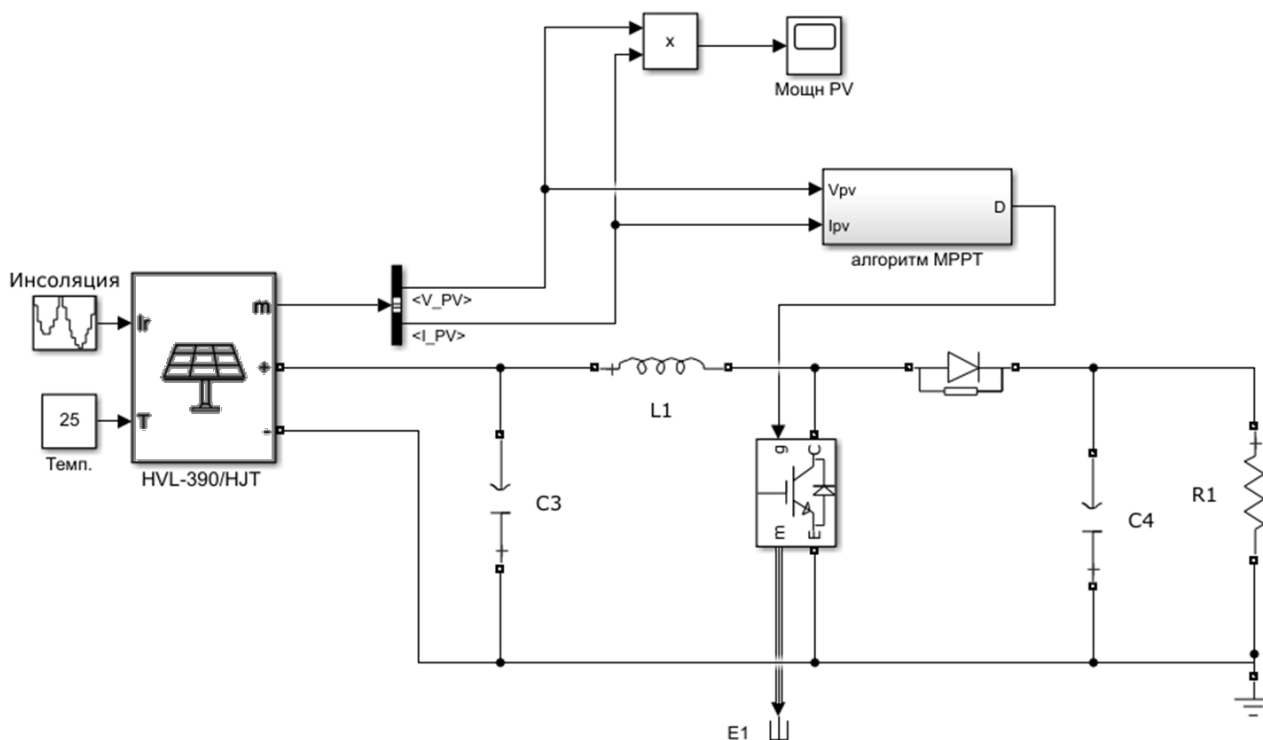 x
Мощн PV
Vpv
Ipv
D
алгоритм MPPT
Инсоляция
Ir
m
<V_PV>
<I_PV>
+
-
25
T
Темп.
HVL-390/HJT
+
L1
g
C
m
E
C3
+
C4
+
R1
+
E1